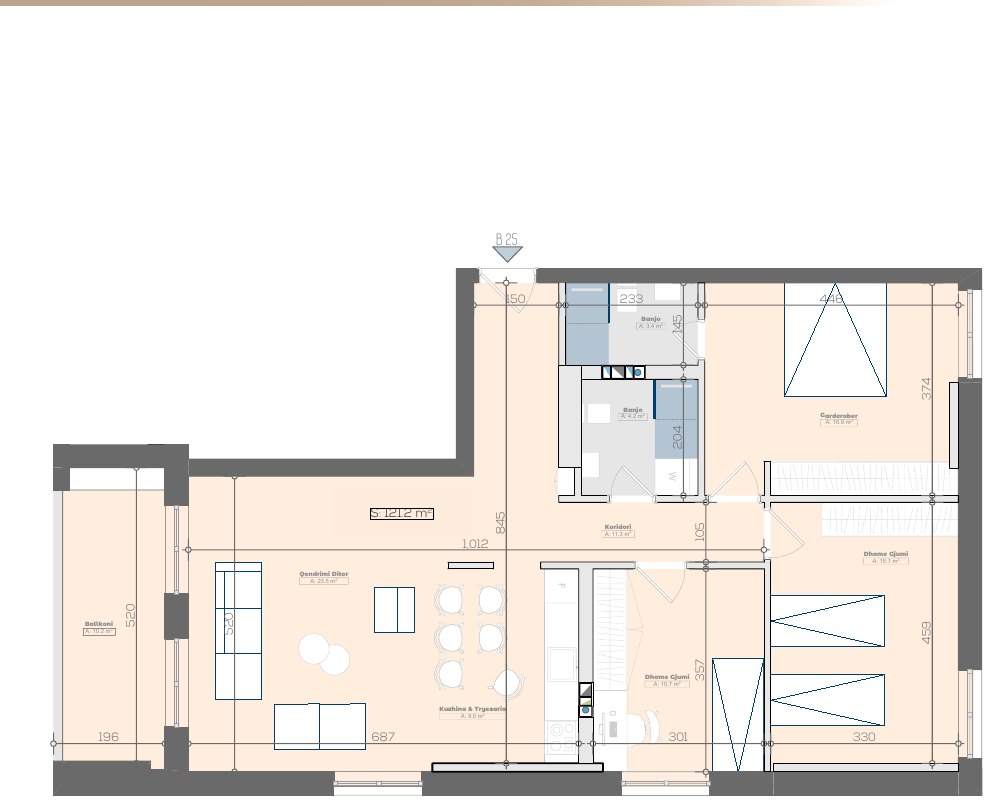 B 25
150
233
448
Banjo
A: 3.4 m²
145
374
Banjo
A: 4.2 m²
Garderober
A: 16.9 m²
204
W
S: 121.2 m²
845
Koridori
A: 11.3 m²
105
1,012
Dhome Gjumi
A: 15.1 m²
Qendrimi Ditor
A: 23.5 m²
F
520
520
Ballkoni
A: 10.2 m²
459
357
Dhome Gjumi
A: 10.7 m²
Kuzhina & Tryezaria
A: 9.0 m²
196
687
301
330